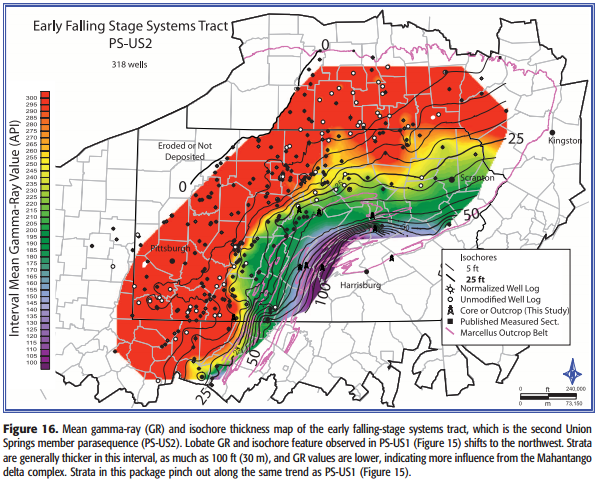 Early Falling Stage Systems Tract
PS-US2
318 wells
Interval Mean Gamma-Ray Value (API)
300
295
290
285
280
275
270
265
260
255
250
245
240
235
230
225
220
215
210
205
200
195
190
185
180
175
170
165
160
155
150
145
140
135
130
125
120
115
110
105
100
0
Eroded or Not
Deposited
0
25
Kingston
Scranton
50
Pittsburgh
Harrisburg
100
50
25
Isochores
5 ft
25 ft
Normalized Well Log
Unmodified Well Log
Core or Outcrop (This Study)
Published Measured Sect.
Marcellus Outcrop Belt
ft
0 240,000
m
0 73,150
Figure 16. Mean gamma-ray (GR) and isochore thickness map of the early falling-stage systems tract, which is the second Union
Springs member parasequence (PS-US2). Lobate GR and isochore feature observed in PS-US1 (Figure 15) shifts to the northwest. Strata
are generally thicker in this interval, as much as 100 ft (30 m), and GR values are lower, indicating more influence from the Mahantango
delta complex. Strata in this package pinch out along the same trend as PS-US1 (Figure 15).